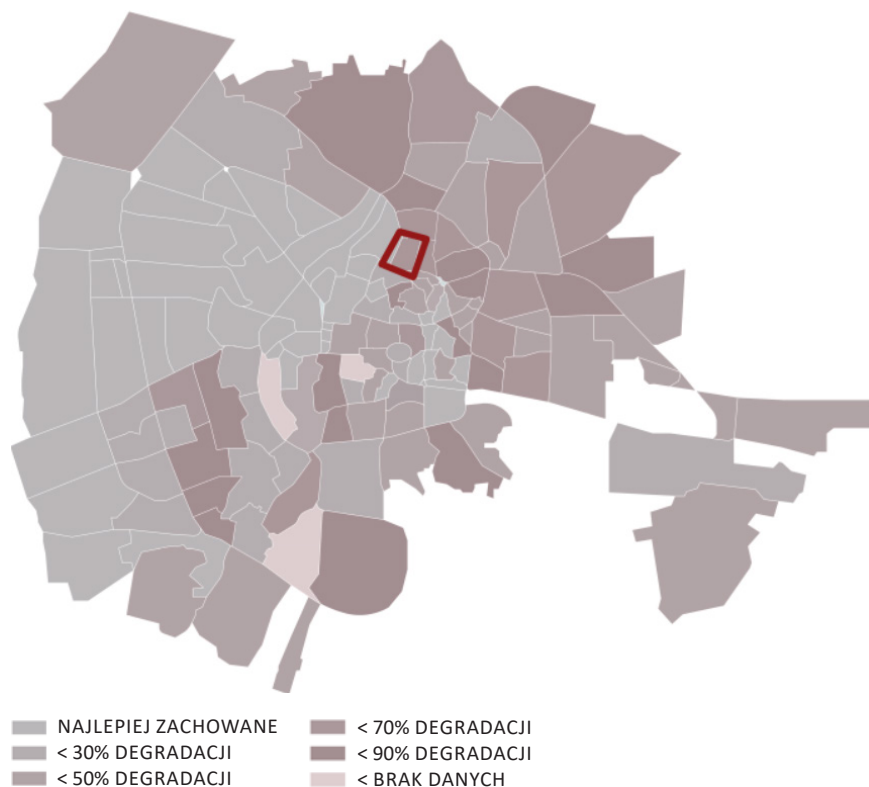 NAJLEPIEJ ZACHOWANE
< 30% DEGRADACJI
< 50% DEGRADACJI
< 70% DEGRADACJI
< 90% DEGRADACJI
< BRAK DANYCH